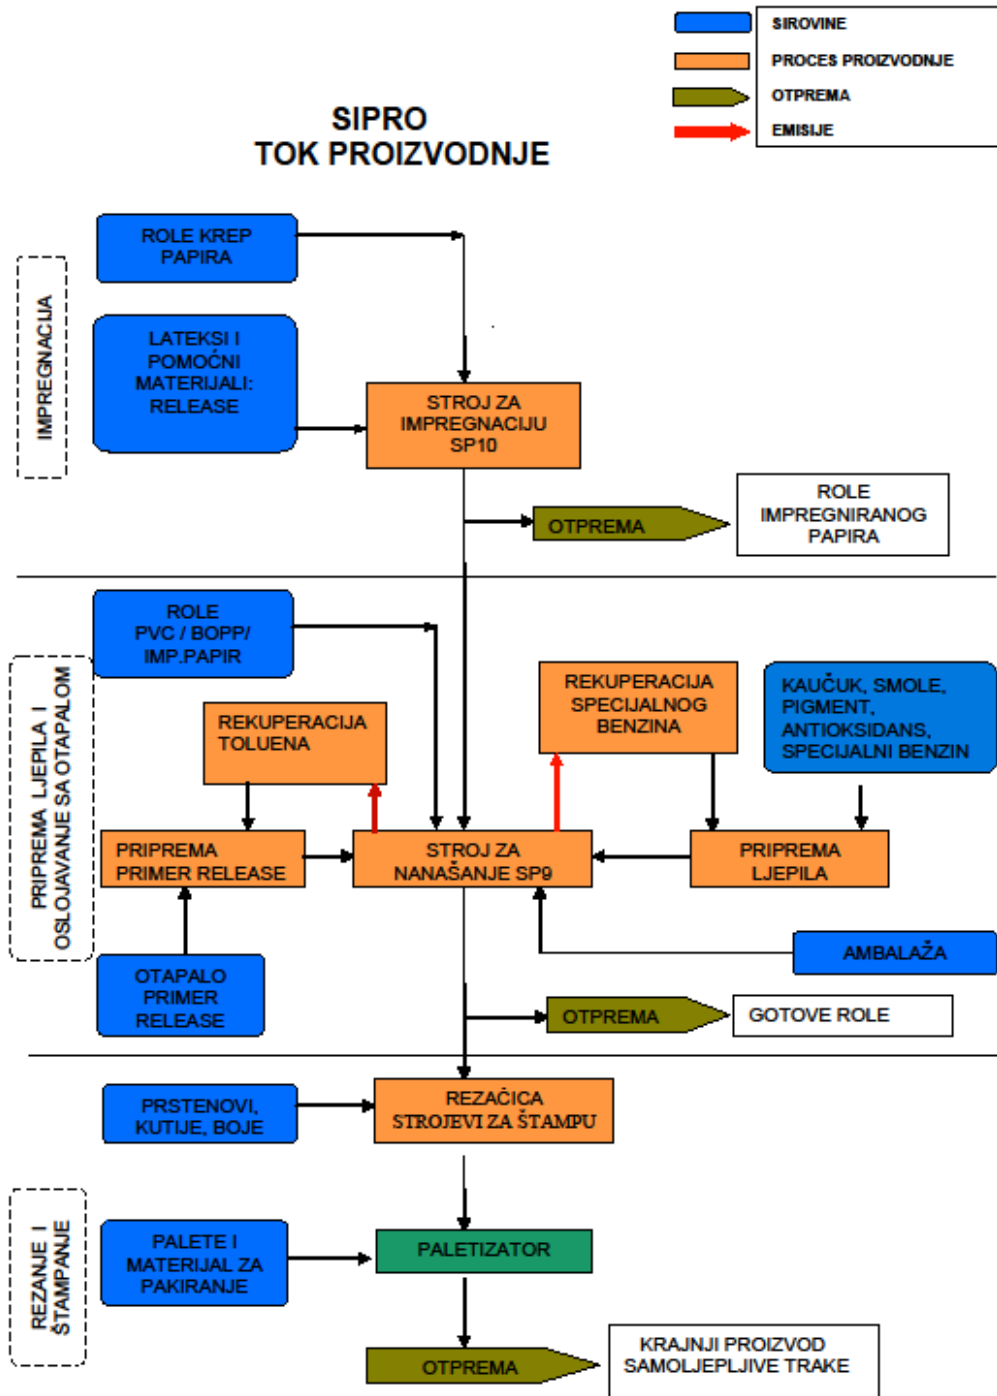 SIROVINE
PROCES PROIZVODNJE
OTPREMA
EMISIJE
SIPRO
TOK PROIZVODNJE
IMPREGNACIJA
ROLE KREP
PAPIRA
LATEKSI I
POMOĆNI
MATERIJALI:
RELEASE
STROJ ZA
IMPREGNACIJU
SP10
OTPREMA
ROLE
IMPREGNIRANOG
PAPIRA
PRIPREMA LJEPILA I
OSLOJAVANJE SA OTAPALOM
ROLE
PVC / BOPP/
IMP.PAPIR
REKUPERACIJA
TOLUENA
REKUPERACIJA
SPECIJALNOG
BENZINA
KAUČUK, SMOLE,
PIGMENT,
ANTIOKSIDANS,
SPECIJALNI BENZIN
PRIPREMA
PRIMER RELEASE
STROJ ZA
NANAŠANJE SP9
PRIPREMA
LJEPILA
OTAPALO
PRIMER
RELEASE
AMBALAŽA
OTPREMA
GOTOVE ROLE
REZANJE I
ŠTAMPANJE
PRSTENOVI,
KUTIJE, BOJE
REZAČICA
STROJEVI ZA ŠTAMPU
PALETE I
MATERIJAL ZA
PAKIRANJE
PALETIZATOR
OTPREMA
KRAJNJI PROIZVOD
SAMOLJEPLJIVE TRAKE